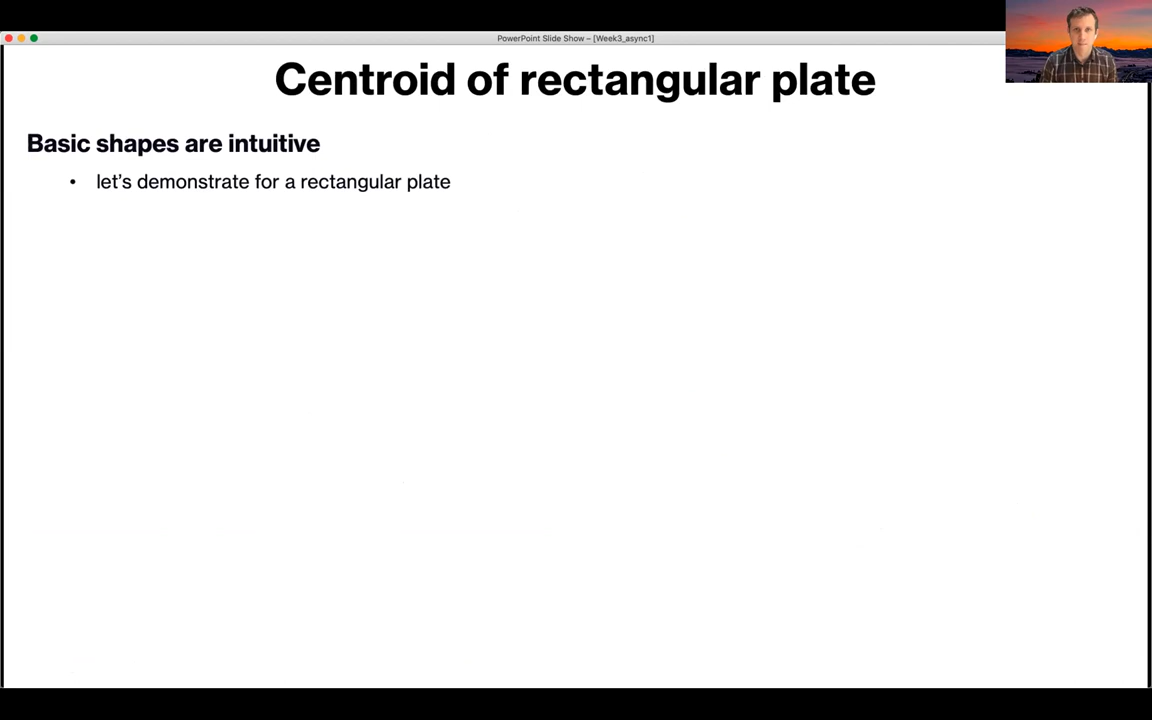 PowerPoint Slide Show – [Week3_async1]
Centroid of rectangular plate
Basic shapes are intuitive
• let's demonstrate for a rectangular plate